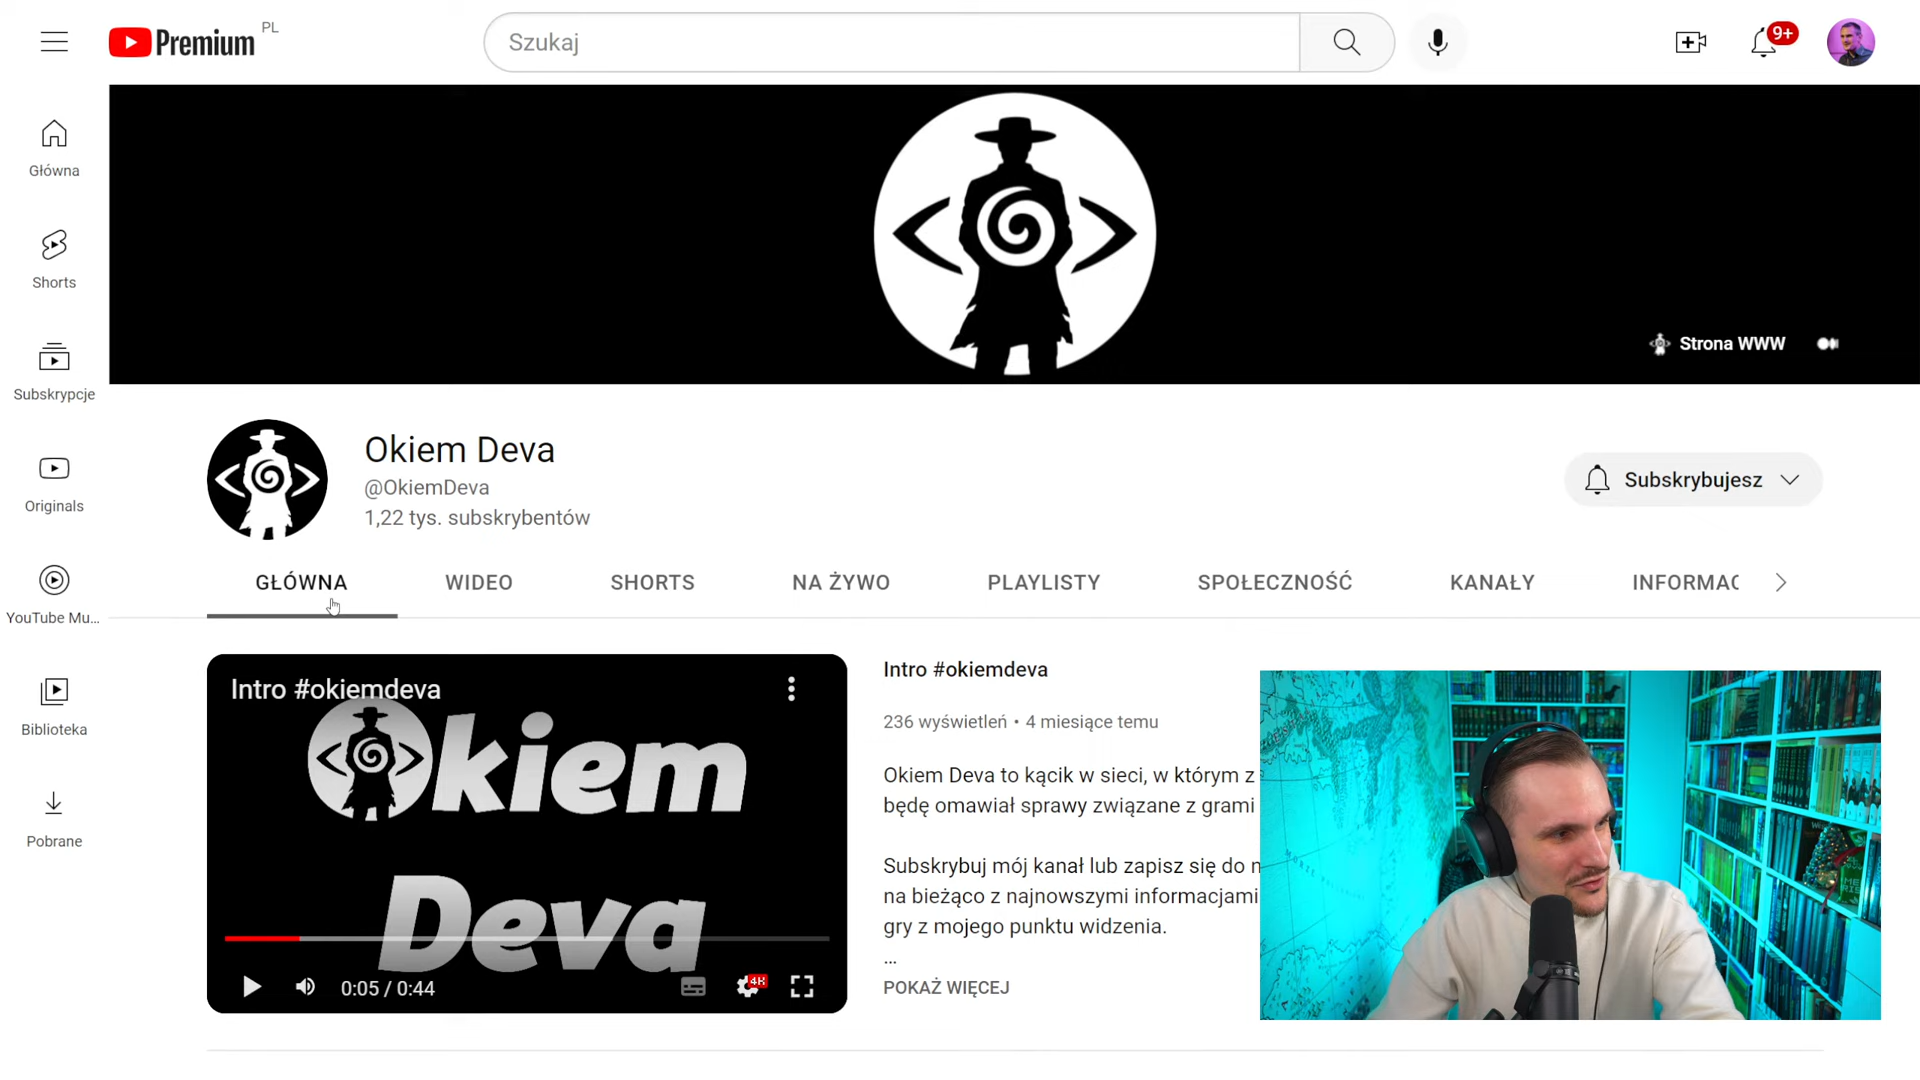 Premium PL
Szukaj
9+
Główna
Shorts
Subskrypcje
Originals
YouTube Mu...
Biblioteka
Pobrane
Strona WWW
Okiem Deva
@OkiemDeva
1,22 tys. subskrybentów
Subskrybujesz
GŁÓWNA WIDEO SHORTS NA ŻYWO PLAYLISTY SPOŁECZNOŚĆ KANAŁY INFORMAC
Intro #okiemdeva
Okiem
Deva
0:05 / 0:44
4K
Intro #okiemdeva
236 wyświetleń • 4 miesiące temu
Okiem Deva to kącik w sieci, w którym z
będę omawiał sprawy związane z grami
Subskrybuj mój kanał lub zapisz się do
na bieżąco z najnowszymi informacjami
gry z mojego punktu widzenia.
...
POKAŻ WIĘCEJ